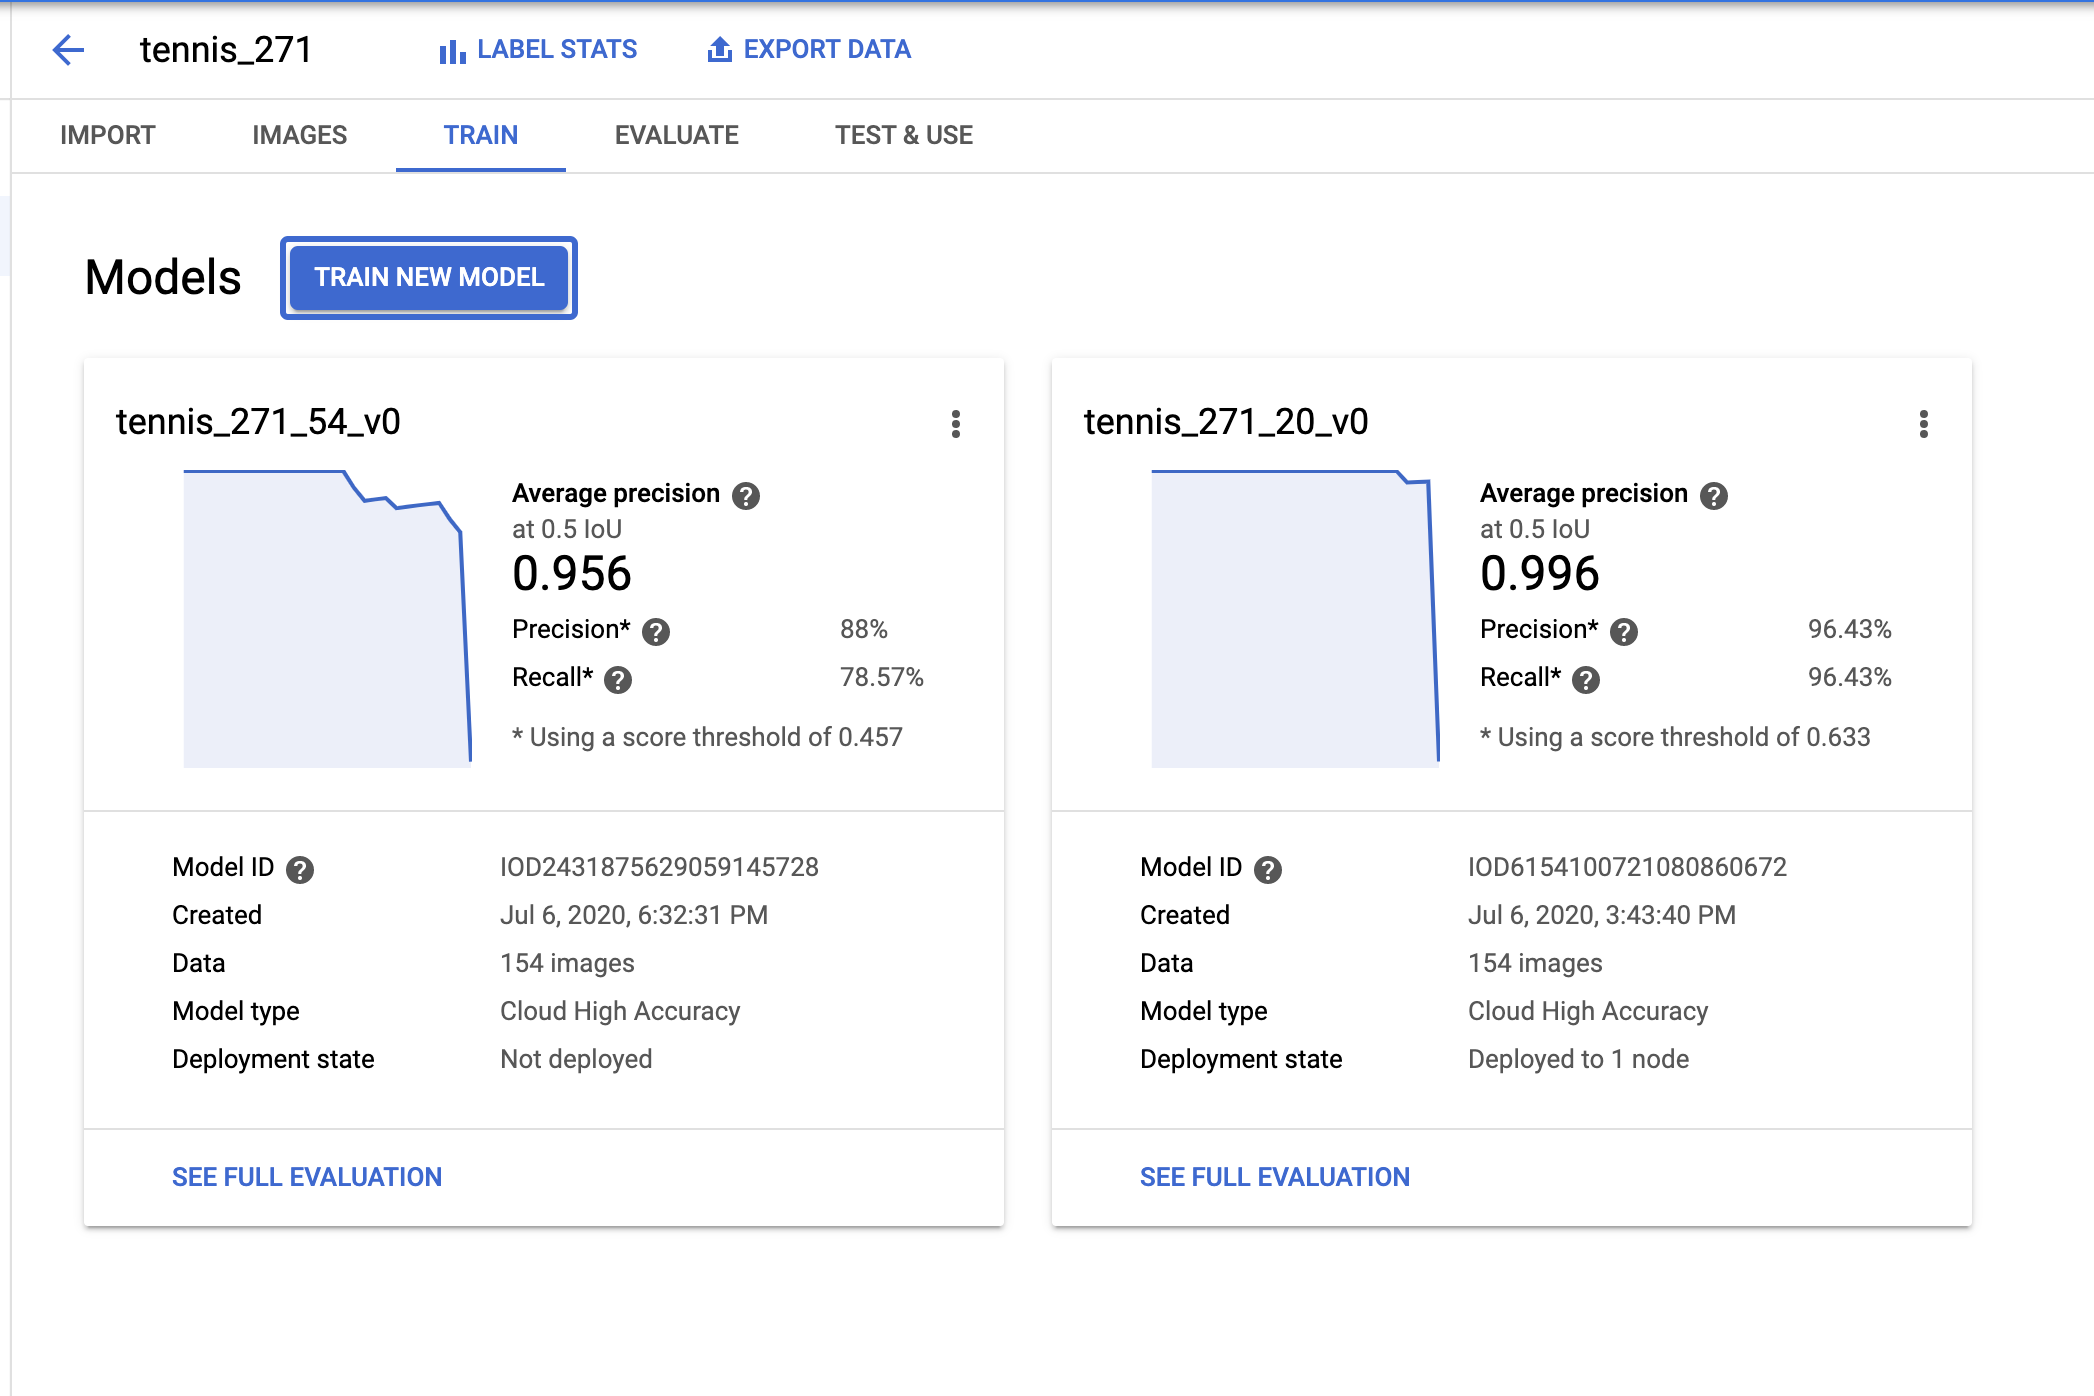 tennis_271
LABEL STATS
EXPORT DATA
IMPORT
IMAGES
TRAIN
EVALUATE
TEST & USE
Models
TRAIN NEW MODEL
tennis_271_54_v0
Average precision ?
at 0.5 IoU
0.956
Precision* ? 88%
Recall* ? 78.57%
* Using a score threshold of 0.457
Model ID ? IOD2431875629059145728
Created Jul 6, 2020, 6:32:31 PM
Data 154 images
Model type Cloud High Accuracy
Deployment state Not deployed
SEE FULL EVALUATION
tennis_271_20_v0
Average precision ?
at 0.5 IoU
0.996
Precision* ? 96.43%
Recall* ? 96.43%
* Using a score threshold of 0.633
Model ID ? IOD6154100721080860672
Created Jul 6, 2020, 3:43:40 PM
Data 154 images
Model type Cloud High Accuracy
Deployment state Deployed to 1 node
SEE FULL EVALUATION